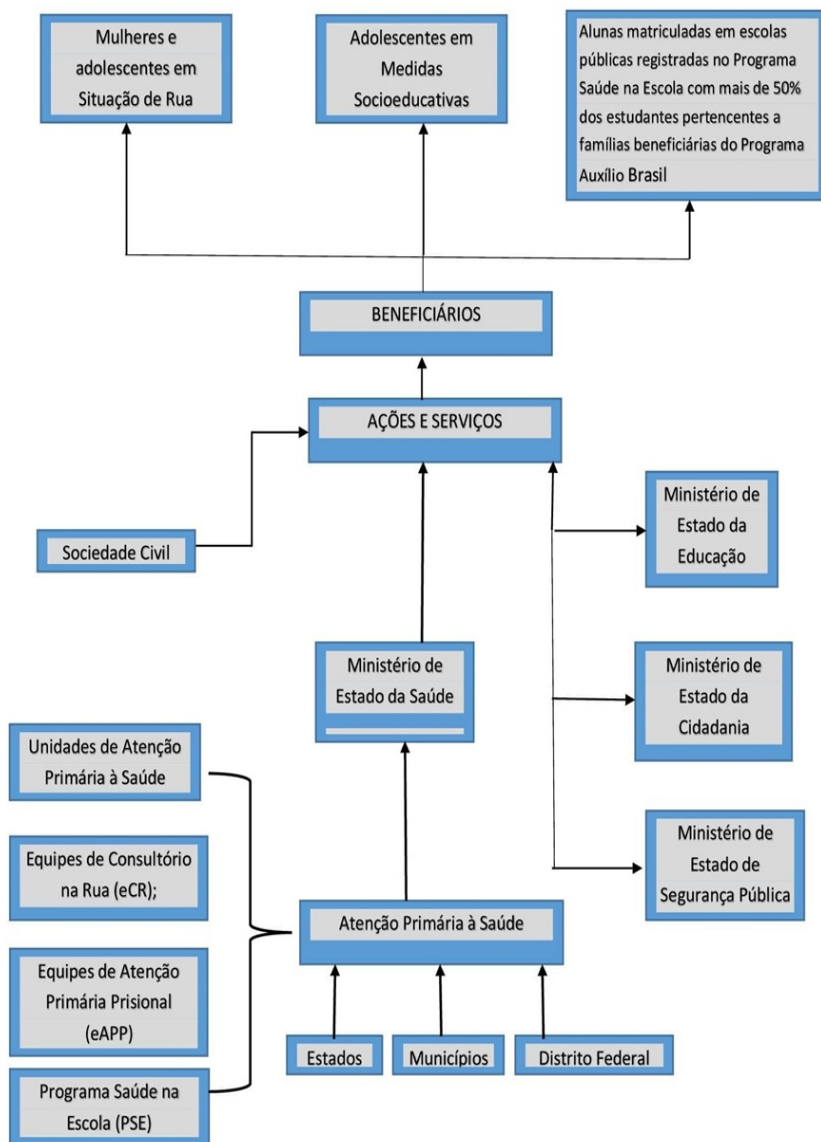 Mulheres e
adolescentes em
Situação de Rua
Adolescentes em
Medidas
Socioeducativas
Alunas matriculadas em escolas
públicas registradas no Programa
Saúde na Escola com mais de 50%
dos estudantes pertencentes a
famílias beneficiárias do Programa
Auxílio Brasil
BENEFICIÁRIOS
AÇÕES E SERVIÇOS
Sociedade Civil
Ministério de
Estado da
Educação
Ministério de
Estado da Saúde
Ministério de
Estado da
Cidadania
Unidades de Atenção
Primária à Saúde
Equipes de Consultório
na Rua (eCR);
Ministério de
Estado de
Segurança Pública
Atenção Primária à Saúde
Equipes de Atenção
Primária Prisional
(eAPP)
Estados
Municípios
Distrito Federal
Programa Saúde na
Escola (PSE)